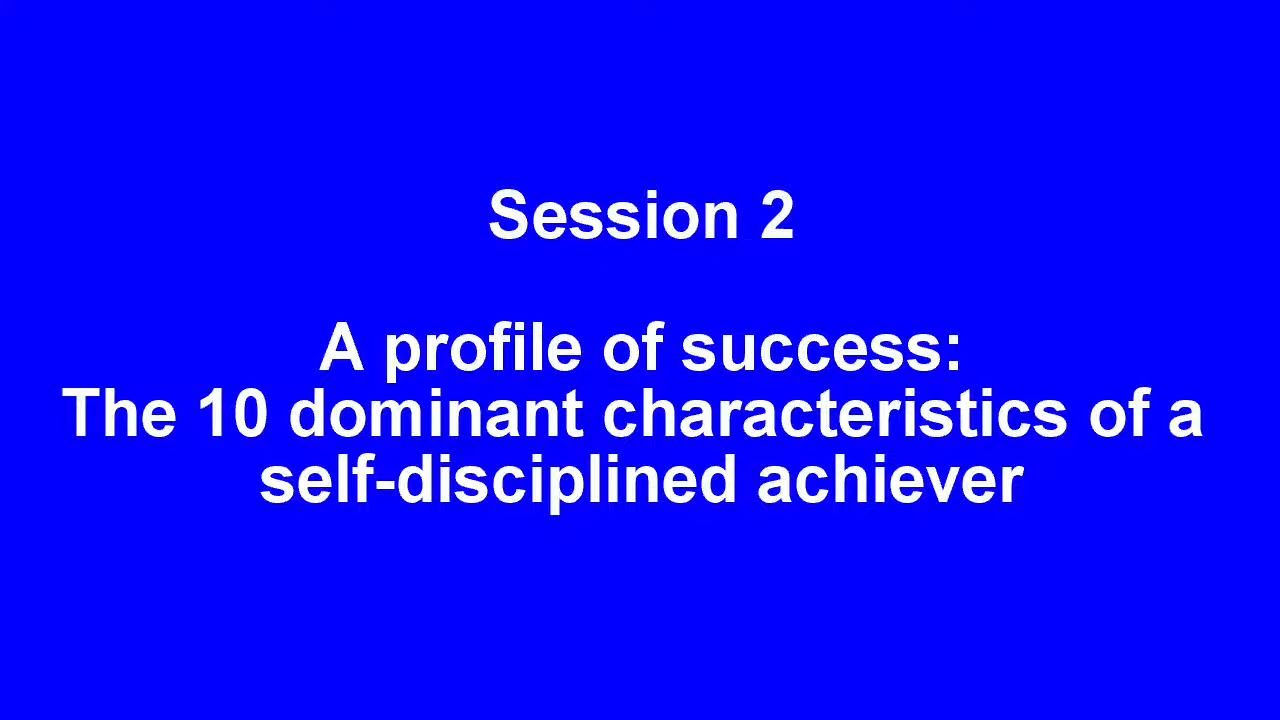 Session 2
A profile of success:
The 10 dominant characteristics of a
self-disciplined achiever